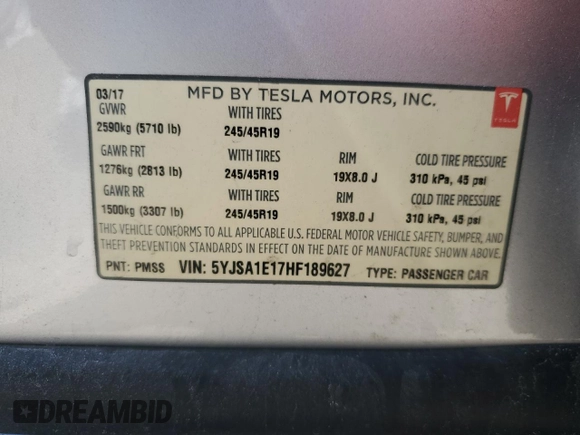 03/17 MFD BY TESLA MOTORS, INC.
GVWR WITH TIRES
2590kg (5710 lb) 245/45R19
TESLA
GAWR FRT WITH TIRES RIM COLD TIRE PRESSURE
1276kg (2813 lb) 245/45R19 19X8.0 J 310 kPa, 45 psi
GAWR RR WITH TIRES RIM COLD TIRE PRESSURE
1500kg (3307 lb) 245/45R19 19X8.0 J 310 kPa, 45 psi
THIS VEHICLE CONFORMS TO ALL APPLICABLE U.S. FEDERAL MOTOR VEHICLE SAFETY, BUMPER, AND
THEFT PREVENTION STANDARDS IN EFFECT ON THE DATE OF MANUFACTURE SHOWN ABOVE.
PNT: PMSS VIN: 5YJSA1E17HF189627 TYPE: PASSENGER CAR
DREAMBID